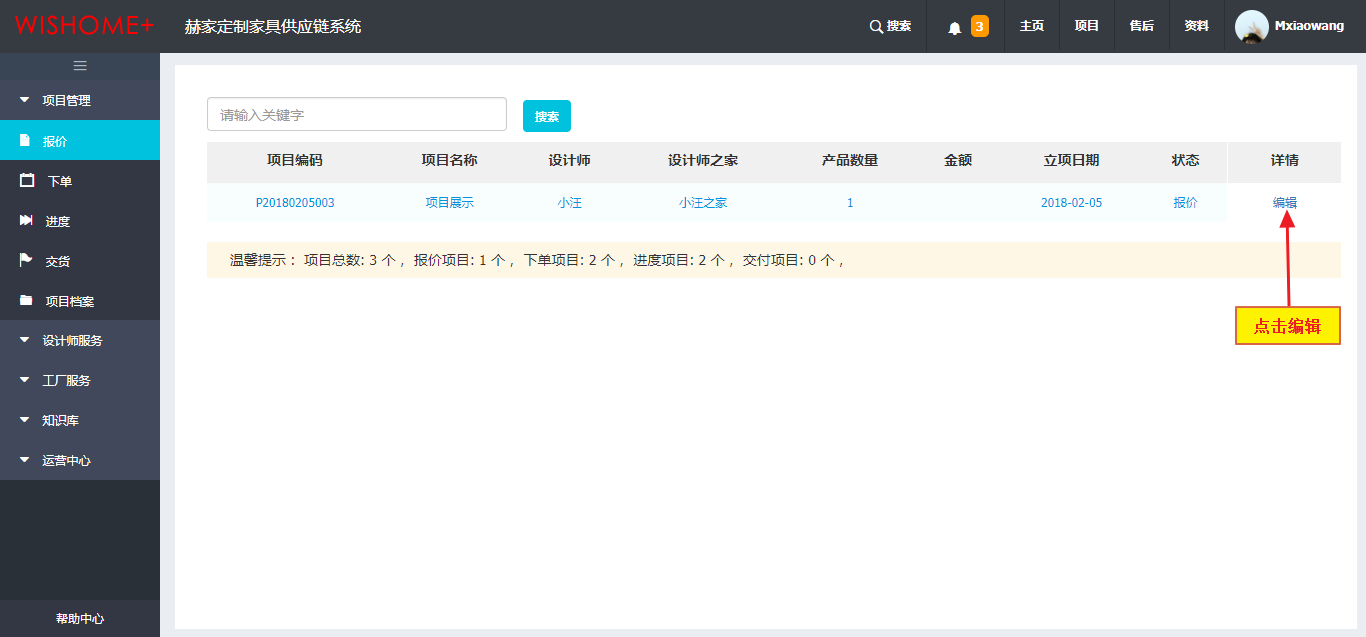 WISHOME+ 赫家定制家具供应链系统 搜索 3 主页 项目 售后 资料 Mxiaowang
项目管理
报价
下单
进度
交货
项目档案
设计师服务
工厂服务
知识库
运营中心
帮助中心
请输入关键字 搜索
项目编码 项目名称 设计师 设计师之家 产品数量 金额 立项日期 状态 详情
P20180205003 项目展示 小汪 小汪之家 1 2018-02-05 报价 编辑
温馨提示 : 项目总数: 3 个 , 报价项目: 1 个 , 下单项目: 2 个 , 进度项目: 2 个 , 交付项目: 0 个 ,
点击编辑